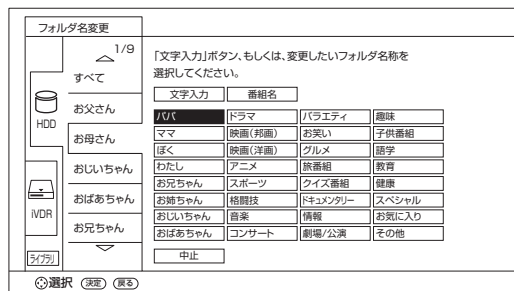 フォルダ名変更
1/9
すべて
お父さん
お母さん
おじいちゃん
おばあちゃん
お兄ちゃん
HDD
iVDR
ライブラリ
「文字入力」ボタン、もしくは、変更したいフォルダ名称を
選択してください。
文字入力 番組名
パパ ドラマ バラエティ 趣味
ママ 映画(邦画) お笑い 子供番組
ぼく 映画(洋画) グルメ 語学
わたし アニメ 旅番組 教育
お兄ちゃん スポーツ クイズ番組 健康
お姉ちゃん 格闘技 ドキュメンタリー スペシャル
おじいちゃん 音楽 情報 お気に入り
おばあちゃん コンサート 劇場/公演 その他
中止
選択 決定 戻る